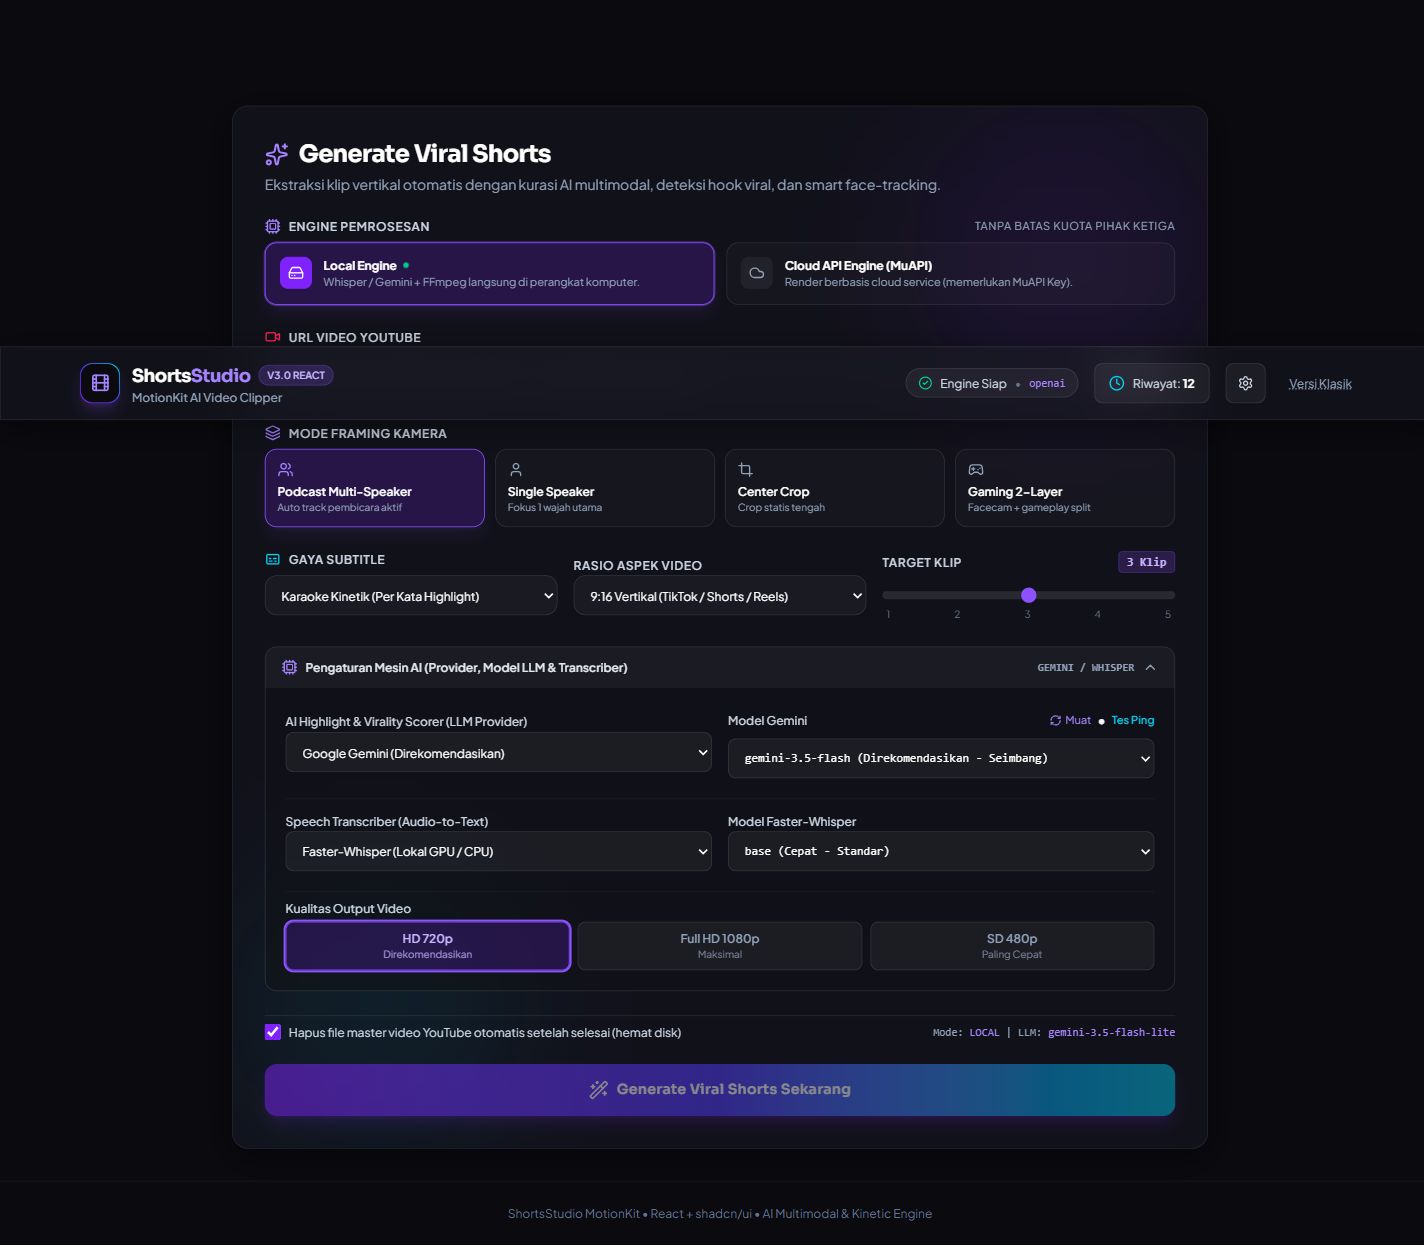 Generate Viral Shorts
Ekstraksi klip vertikal otomatis dengan kurasi AI multimodal, deteksi hook viral, dan smart face-tracking.
ENGINE PEMROSESAN
TANPA BATAS KUOTA PIHAK KETIGA
Local Engine
Whisper / Gemini + FFmpeg langsung di perangkat komputer.
Cloud API Engine (MuAPI)
Render berbasis cloud service (memerlukan MuAPI Key).
URL VIDEO YOUTUBE
ShortsStudio
V3.0 REACT
MotionKit AI Video Clipper
Engine Siap • openai
Riwayat: 12
Versi Klasik
MODE FRAMING KAMERA
Podcast Multi-Speaker
Auto track pembicara aktif
Single Speaker
Fokus 1 wajah utama
Center Crop
Crop statis tengah
Gaming 2-Layer
Facecam + gameplay split
GAYA SUBTITLE
Karaoke Kinetik (Per Kata Highlight)
RASIO ASPEK VIDEO
9:16 Vertikal (TikTok / Shorts / Reels)
TARGET KLIP
3 Klip
1 2 3 4 5
Pengaturan Mesin AI (Provider, Model LLM & Transcriber)
GEMINI / WHISPER
AI Highlight & Virality Scorer (LLM Provider)
Google Gemini (Direkomendasikan)
Model Gemini
Muat • Tes Ping
gemini-3.5-flash (Direkomendasikan - Seimbang)
Speech Transcriber (Audio-to-Text)
Faster-Whisper (Lokal GPU / CPU)
Model Faster-Whisper
base (Cepat - Standar)
Kualitas Output Video
HD 720p
Direkomendasikan
Full HD 1080p
Maksimal
SD 480p
Paling Cepat
Hapus file master video YouTube otomatis setelah selesai (hemat disk)
Mode: LOCAL | LLM: gemini-3.5-flash-lite
Generate Viral Shorts Sekarang
ShortsStudio MotionKit • React + shadcn/ui • AI Multimodal & Kinetic Engine